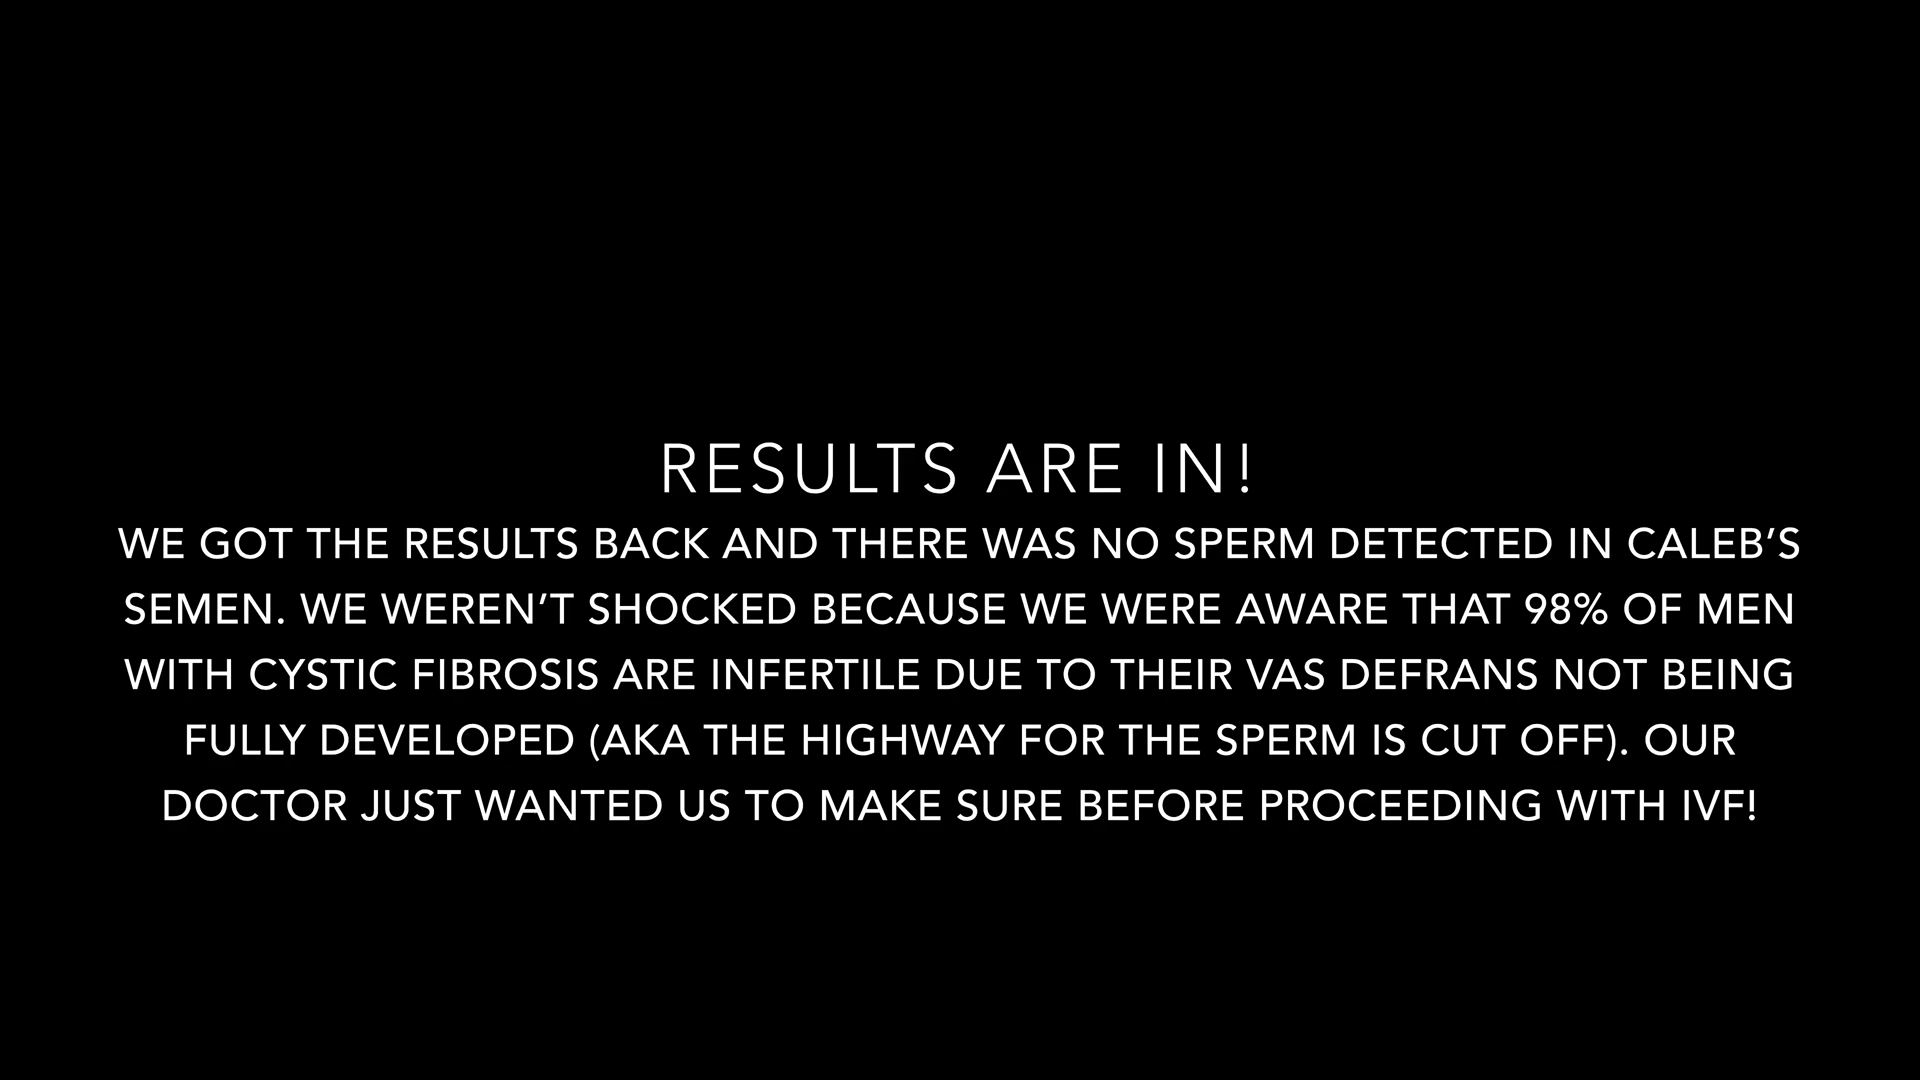 RESULTS ARE IN!
WE GOT THE RESULTS BACK AND THERE WAS NO SPERM DETECTED IN CALEB’S
SEMEN. WE WEREN’T SHOCKED BECAUSE WE WERE AWARE THAT 98% OF MEN
WITH CYSTIC FIBROSIS ARE INFERTILE DUE TO THEIR VAS DEFRANS NOT BEING
FULLY DEVELOPED (AKA THE HIGHWAY FOR THE SPERM IS CUT OFF). OUR
DOCTOR JUST WANTED US TO MAKE SURE BEFORE PROCEEDING WITH IVF!